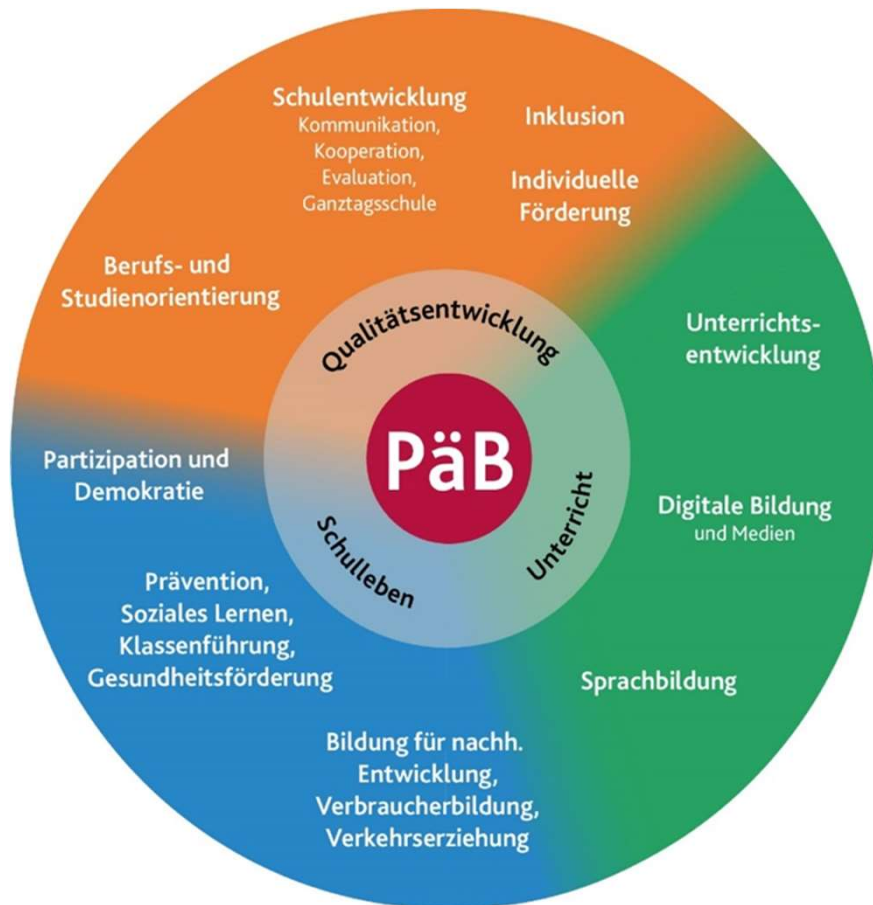 Schulentwicklung
Kommunikation,
Kooperation,
Evaluation,
Ganztagsschule
Inklusion
Individuelle
Förderung
Berufs- und
Studienorientierung
Qualitätsentwicklung
Unterrichts-
entwicklung
PäB
Partizipation und
Demokratie
Schulleben
Unterricht
Digitale Bildung
und Medien
Prävention,
Soziales Lernen,
Klassenführung,
Gesundheitsförderung
Sprachbildung
Bildung für nachh.
Entwicklung,
Verbraucherbildung,
Verkehrserziehung